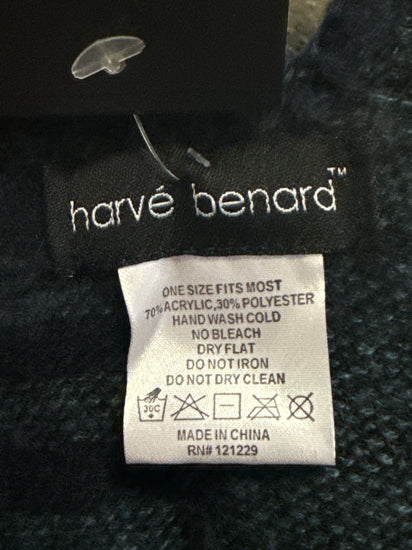 harvé benard™
ONE SIZE FITS MOST
70% ACRYLIC, 30% POLYESTER
HAND WASH COLD
NO BLEACH
DRY FLAT
DO NOT IRON
DO NOT DRY CLEAN
30C
MADE IN CHINA
RN# 121229